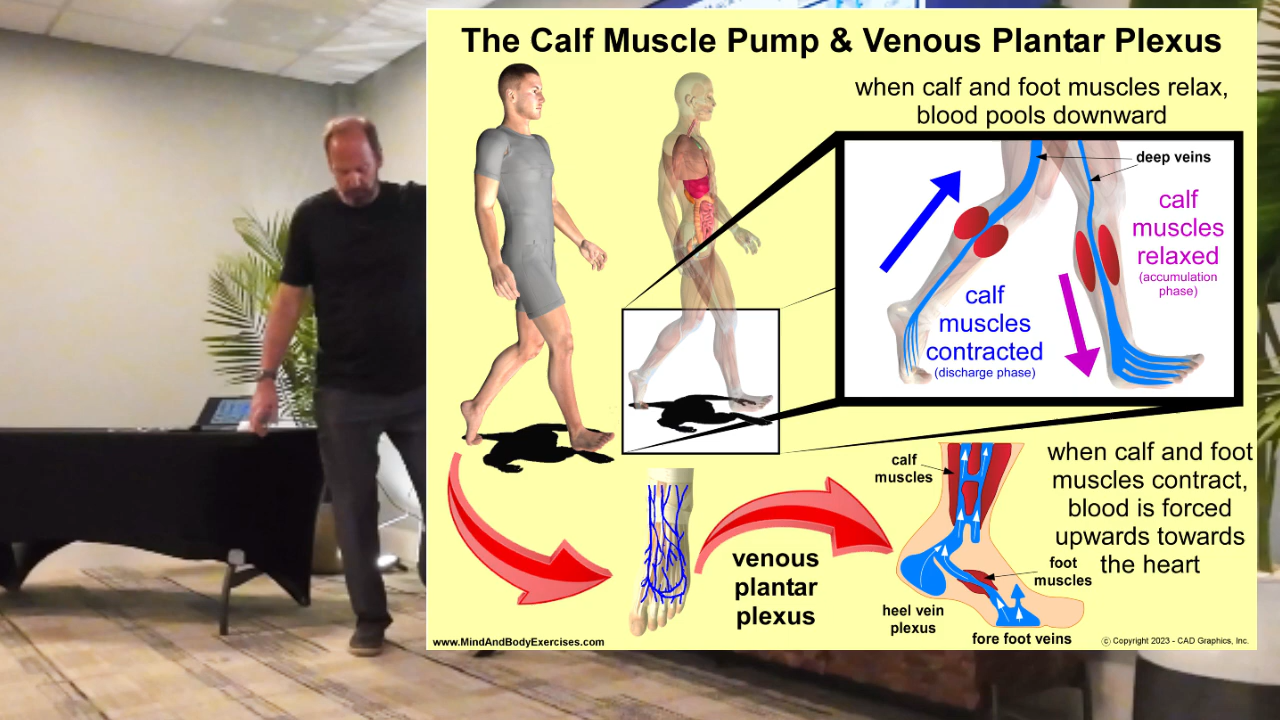 The Calf Muscle Pump & Venous Plantar Plexus
when calf and foot muscles relax,
blood pools downward
deep veins
calf
muscles
relaxed
(accumulation
phase)
calf
muscles
contracted
(discharge phase)
calf
muscles
when calf and foot
muscles contract,
blood is forced
upwards towards
the heart
foot
muscles
venous
plantar
plexus
heel vein
plexus
fore foot veins
www.MindAndBodyExercises.com
© Copyright 2023 - CAD Graphics, Inc.